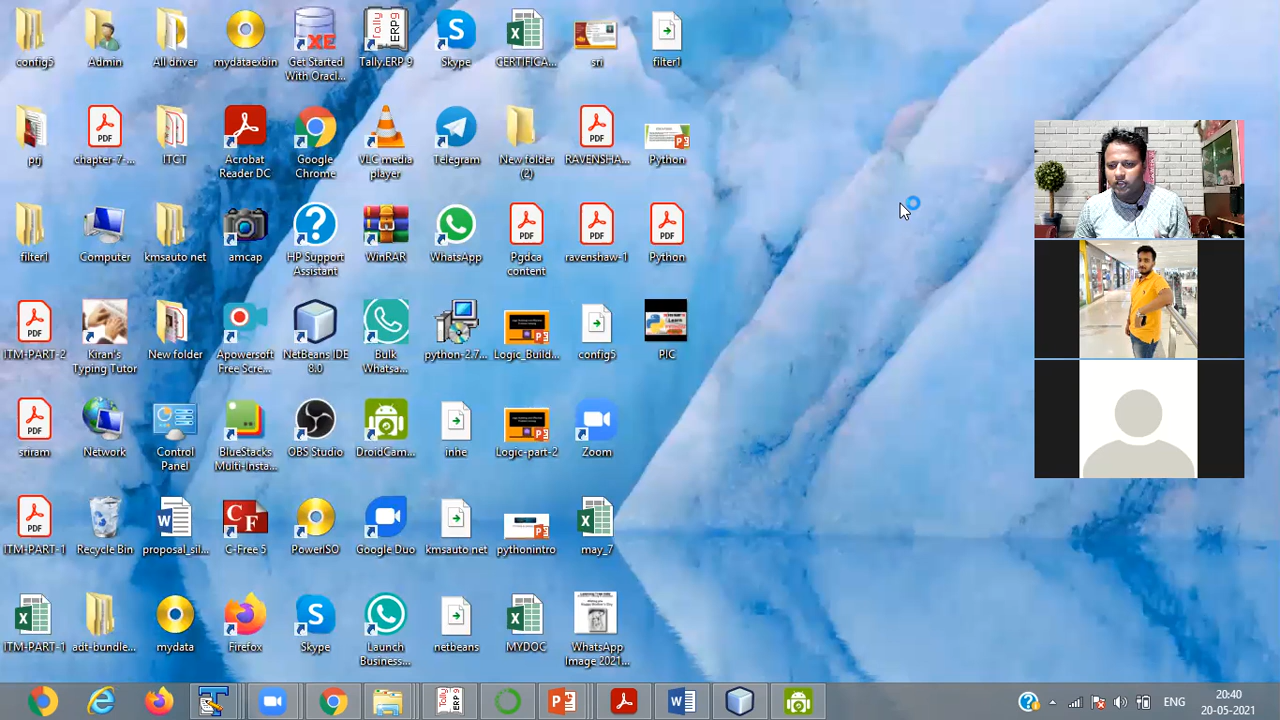 config5
Admin
All driver
mydataexbin
Get Started
With Oracl...
Tally.ERP 9
Skype
CERTIFICA...
sri
filter1
prj
chapter-7-...
ITCT
Acrobat
Reader DC
Google
Chrome
VLC media
player
Telegram
New folder
(2)
RAVENSHA...
Python
filter1
Computer
kmsauto net
amcap
HP Support
Assistant
WinRAR
WhatsApp
Pgdca
content
ravenshaw-1
Python
ITM-PART-2
Kiran's
Typing Tutor
New folder
Apowersoft
Free Scre...
NetBeans IDE
8.0
Bulk
Whatsa...
python-2.7...
Logic_Build...
config5
PIC
sriram
Network
Control
Panel
BlueStacks
Multi-Insta...
OBS Studio
DroidCam...
inhe
Logic-part-2
Zoom
ITM-PART-1
Recycle Bin
proposal_sil...
C-Free 5
PowerISO
Google Duo
kmsauto net
pythonintro
may_7
ITM-PART-1
adt-bundle...
mydata
Firefox
Skype
Launch
Business...
netbeans
MYDOC
WhatsApp
Image 2021...
ENG
20:40
20-05-2021